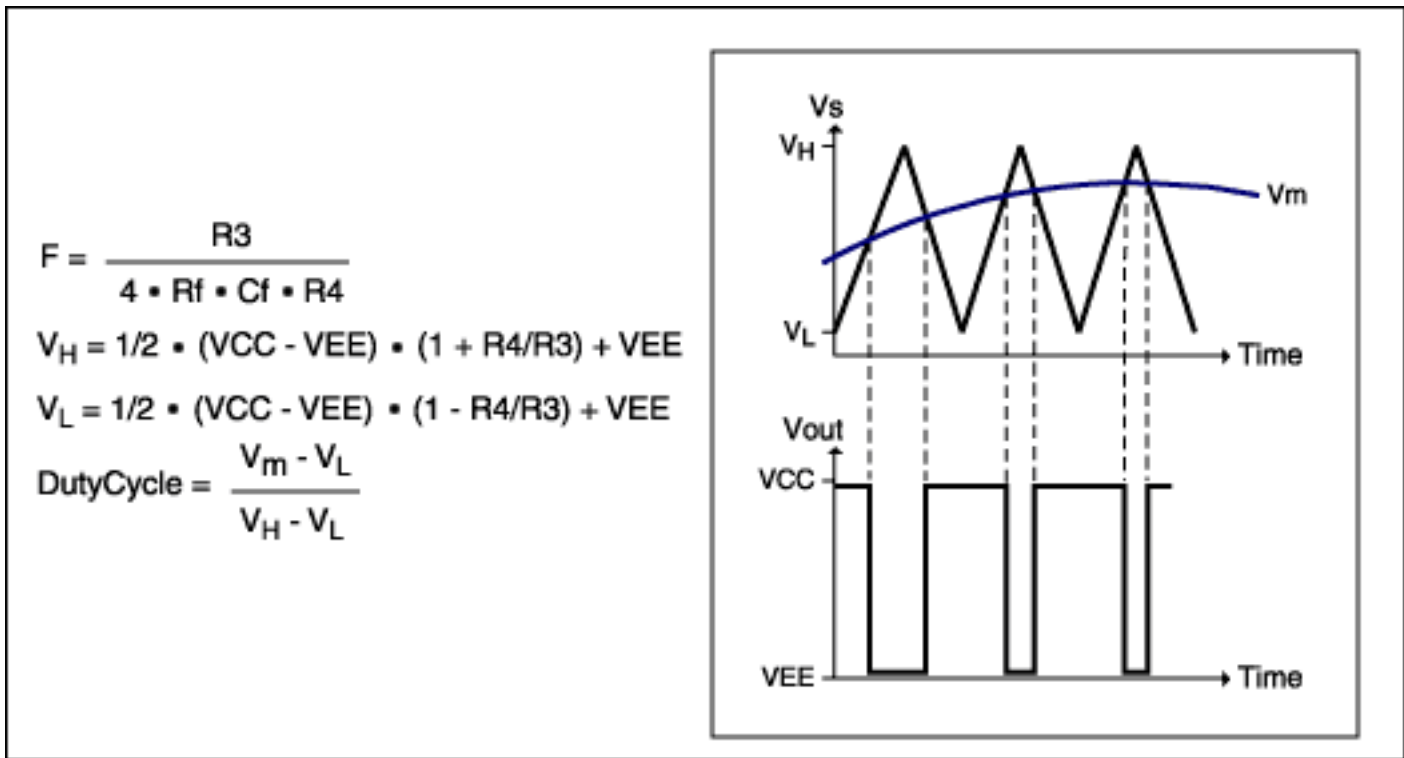 F = R3
4 • Rf • Cf • R4
VH = 1/2 • (VCC - VEE) • (1 + R4/R3) + VEE
VL = 1/2 • (VCC - VEE) • (1 - R4/R3) + VEE
DutyCycle = Vm - VL
VH - VL
Vs
VH
Vm
VL
Time
Vout
VCC
VEE
Time